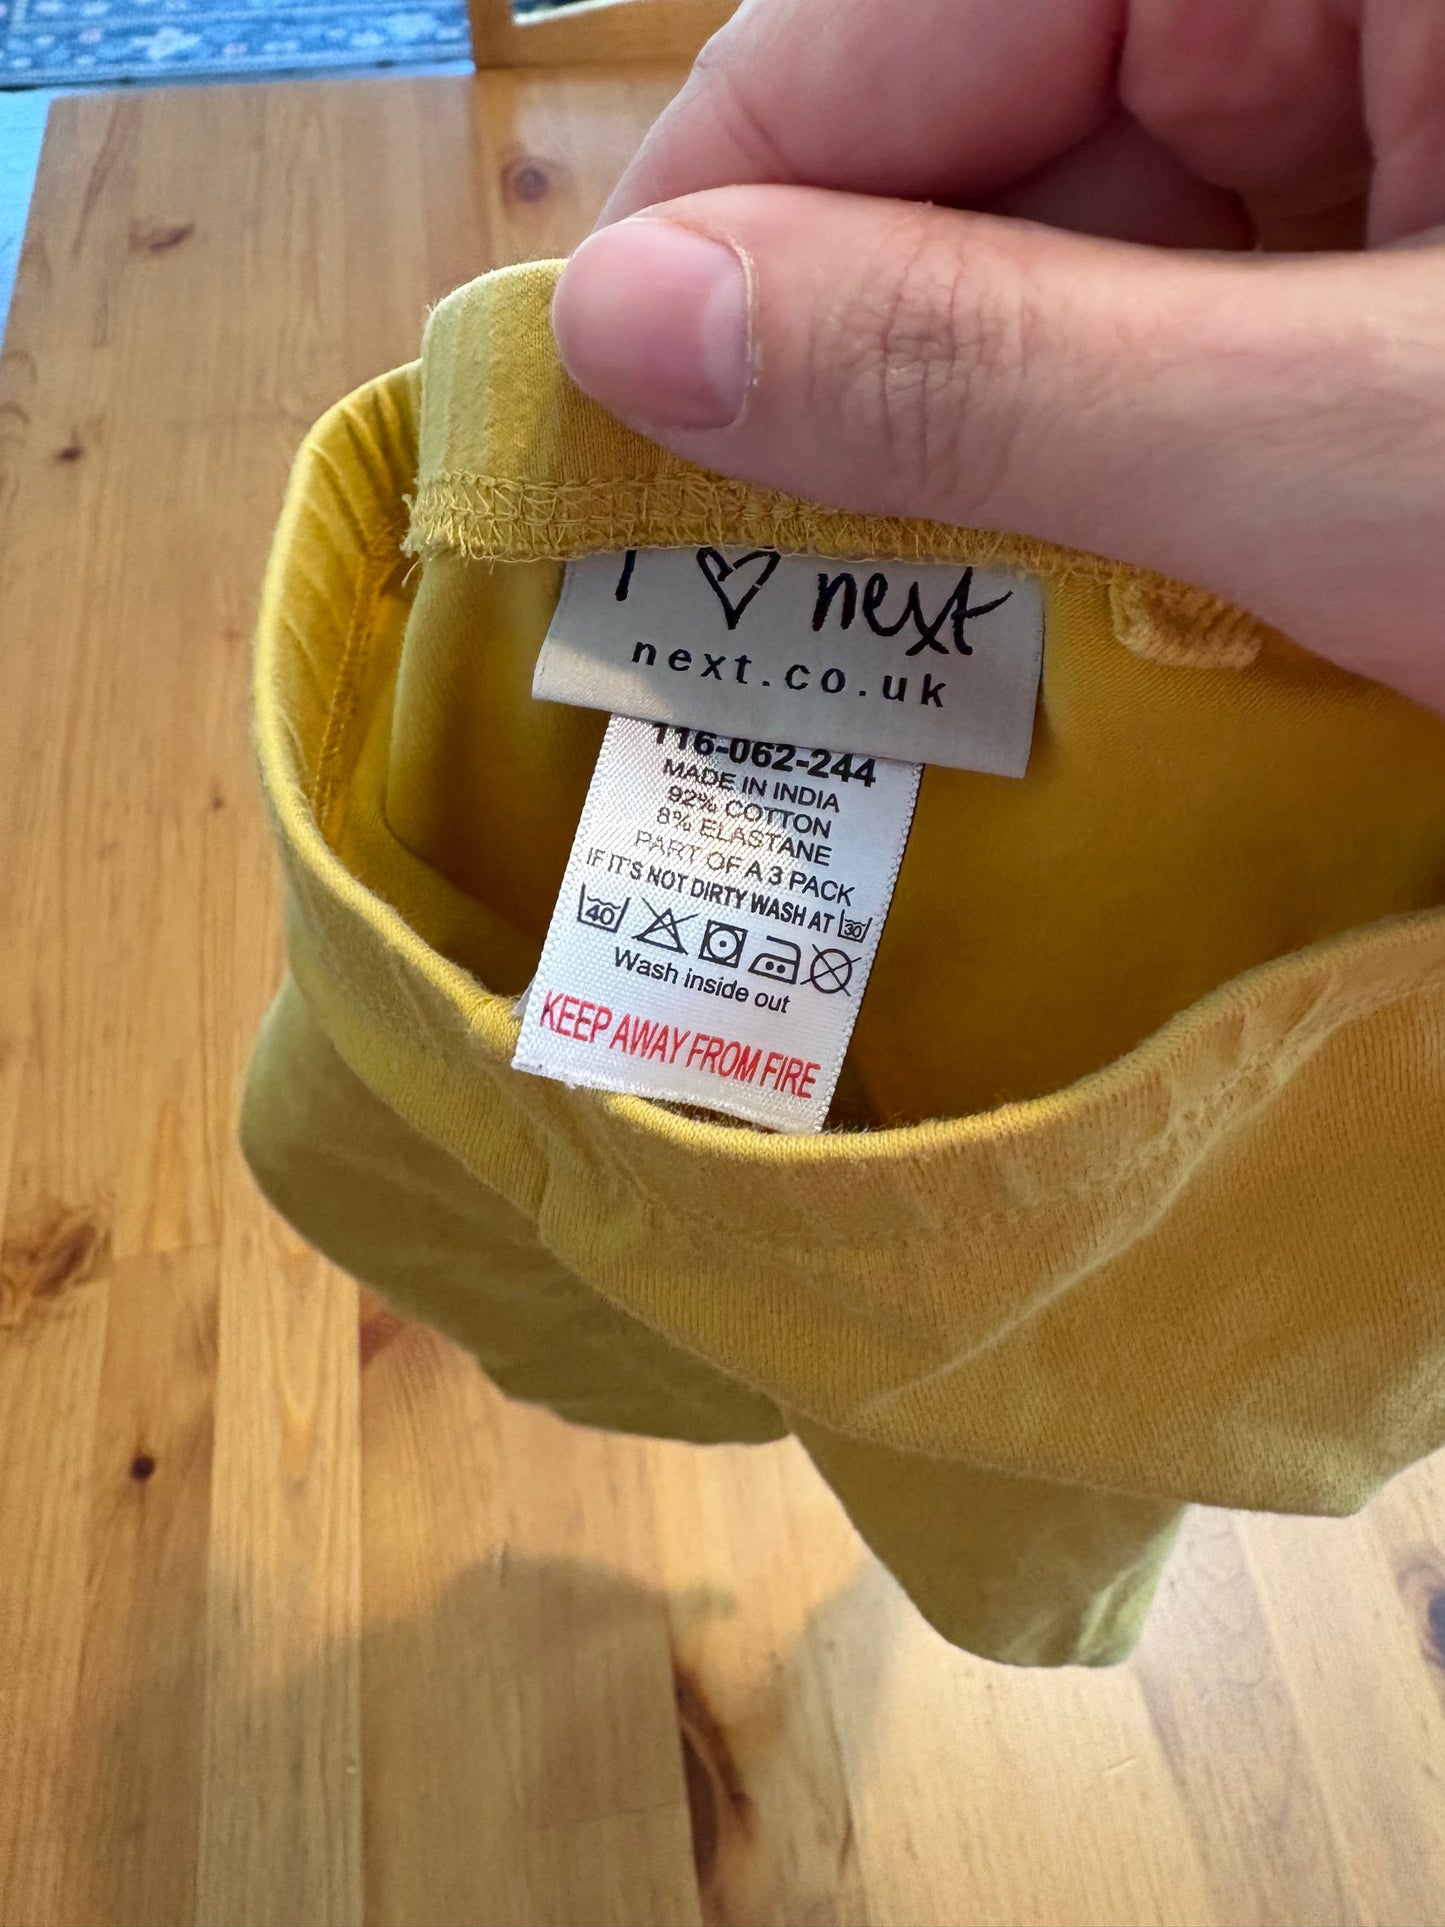 I ♡ next
next.co.uk
116-062-244
MADE IN INDIA
92% COTTON
8% ELASTANE
PART OF A 3 PACK
IF IT'S NOT DIRTY WASH AT 30
40
Wash inside out
KEEP AWAY FROM FIRE